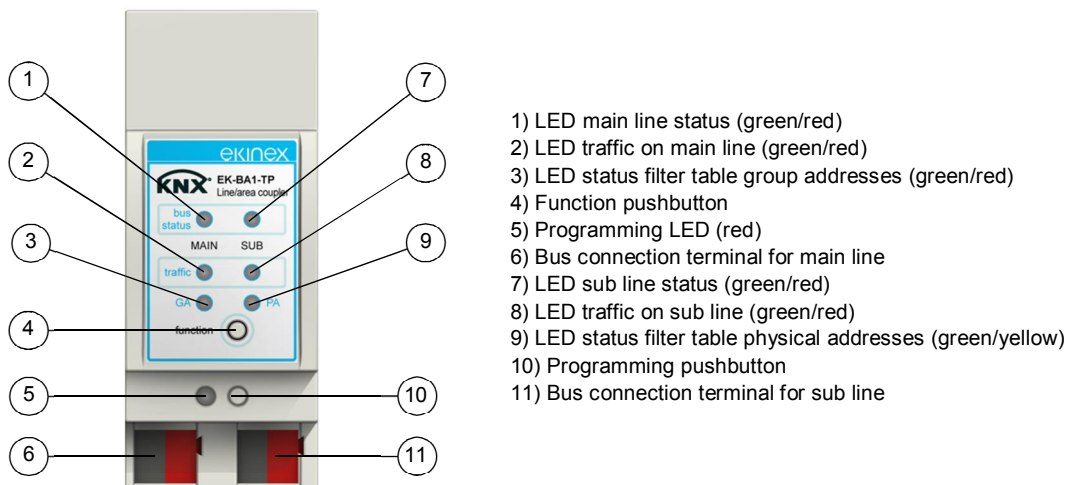 1
2
3
4
5
6
7
8
9
10
11
ekinex
KNX® EK-BA1-TP
Line/area coupler
bus
status
MAIN SUB
traffic
GA PA
function
1) LED main line status (green/red)
2) LED traffic on main line (green/red)
3) LED status filter table group addresses (green/red)
4) Function pushbutton
5) Programming LED (red)
6) Bus connection terminal for main line
7) LED sub line status (green/red)
8) LED traffic on sub line (green/red)
9) LED status filter table physical addresses (green/yellow)
10) Programming pushbutton
11) Bus connection terminal for sub line